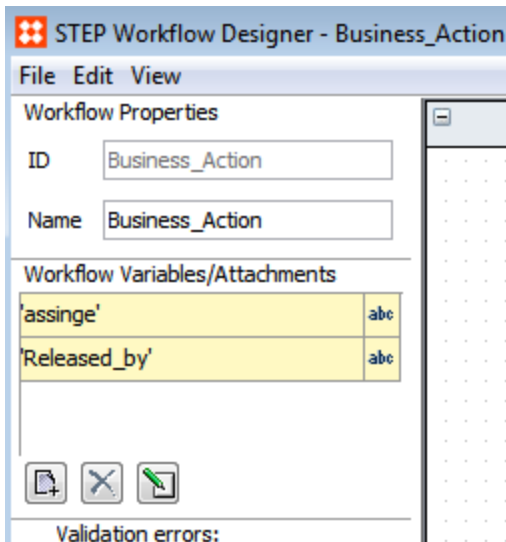 STEP Workflow Designer - Business_Action
File Edit View
Workflow Properties
ID Business_Action
Name Business_Action
Workflow Variables/Attachments
'assinge' abc
'Released_by' abc
Validation errors: